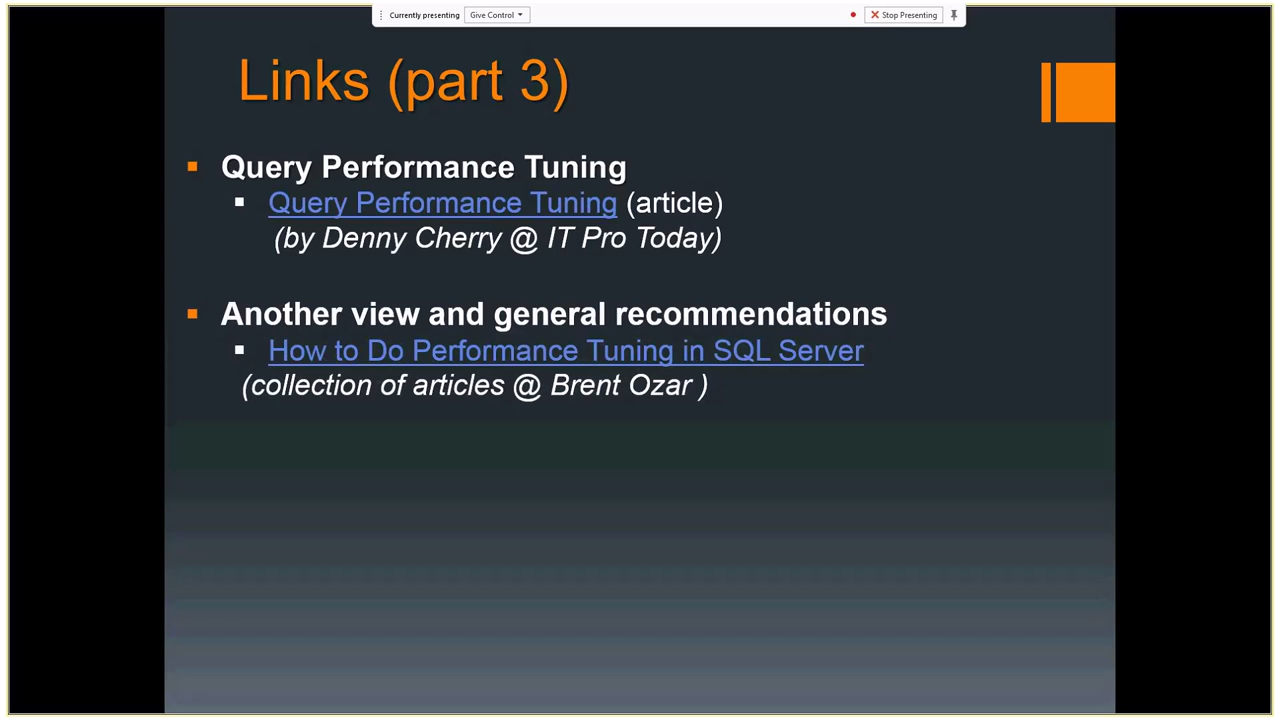 Currently presenting Give Control Stop Presenting
Links (part 3)
Query Performance Tuning
Query Performance Tuning (article)
(by Denny Cherry @ IT Pro Today)
Another view and general recommendations
How to Do Performance Tuning in SQL Server
(collection of articles @ Brent Ozar )